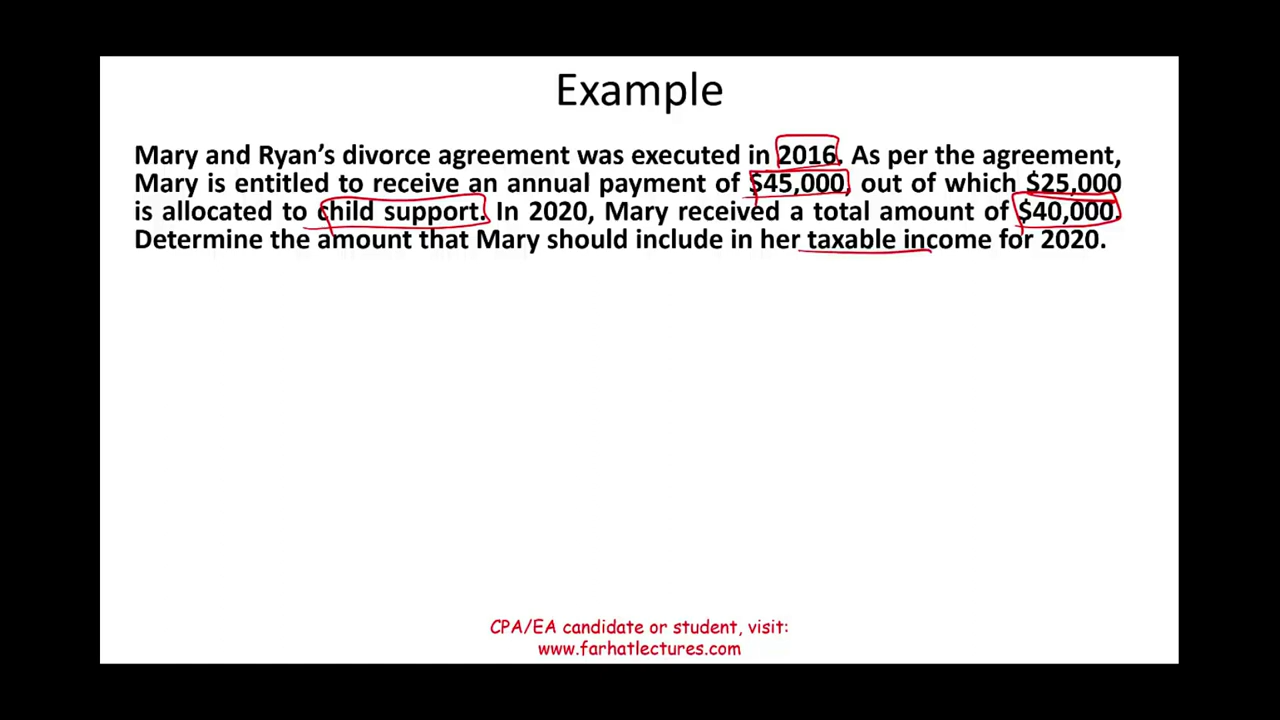 Example
Mary and Ryan's divorce agreement was executed in 2016. As per the agreement,
Mary is entitled to receive an annual payment of $45,000, out of which $25,000
is allocated to child support. In 2020, Mary received a total amount of $40,000.
Determine the amount that Mary should include in her taxable income for 2020.
CPA/EA candidate or student, visit:
www.farhatlectures.com